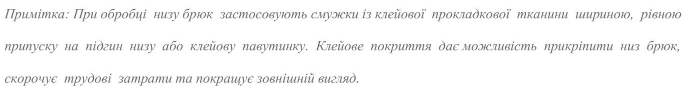 Примітка: При обробці низу брюк застосовують смужки із клейової прокладкової тканини шириною, рівною
припуску на підгин низу або клейову павутинку. Клейове покриття дає можливість прикріпити низ брюк,
скорочує трудові затрати та покращує зовнішній вигляд.